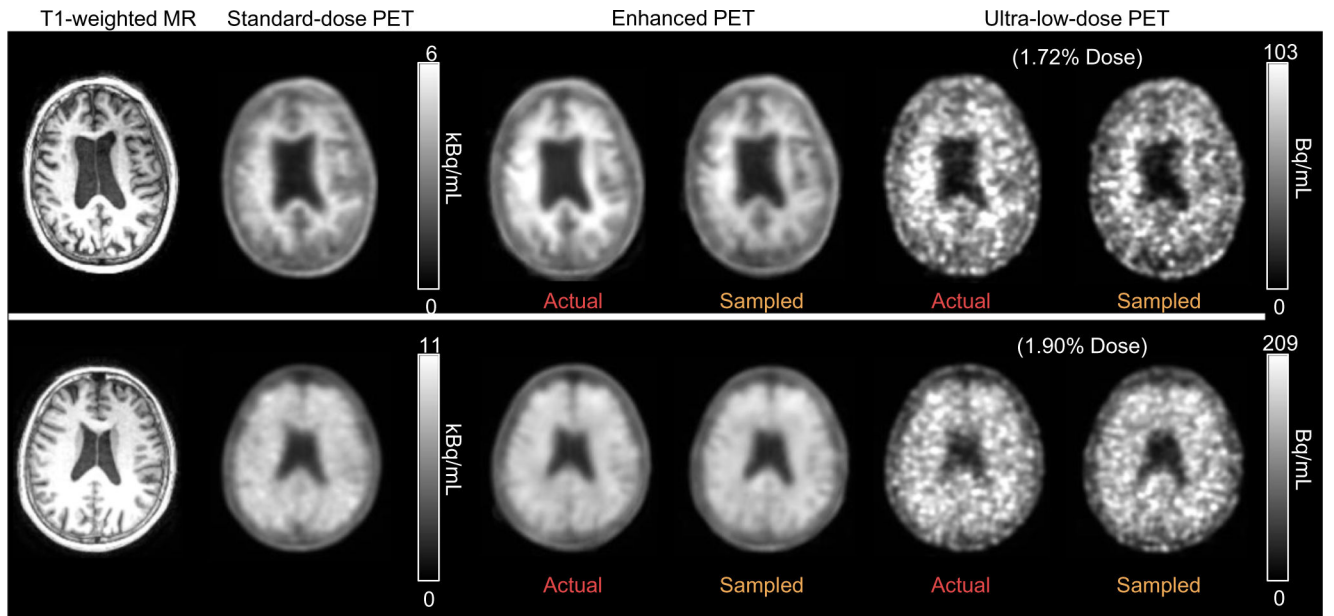 T1-weighted MR Standard-dose PET Enhanced PET Ultra-low-dose PET
(1.72% Dose)
6
kBq/mL
0
103
Bq/mL
0
Actual Sampled Actual Sampled
(1.90% Dose)
11
kBq/mL
0
209
Bq/mL
0
Actual Sampled Actual Sampled